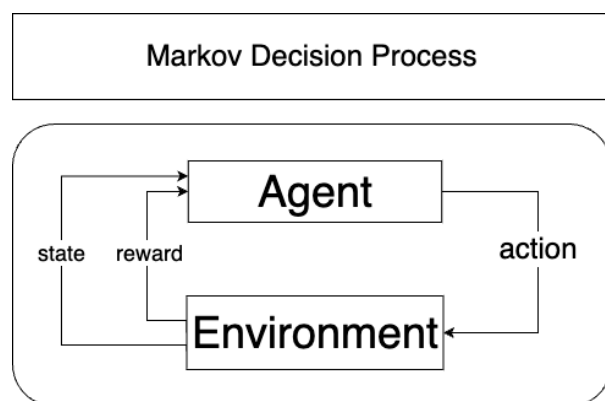 Markov Decision Process
Agent
state
reward
action
Environment